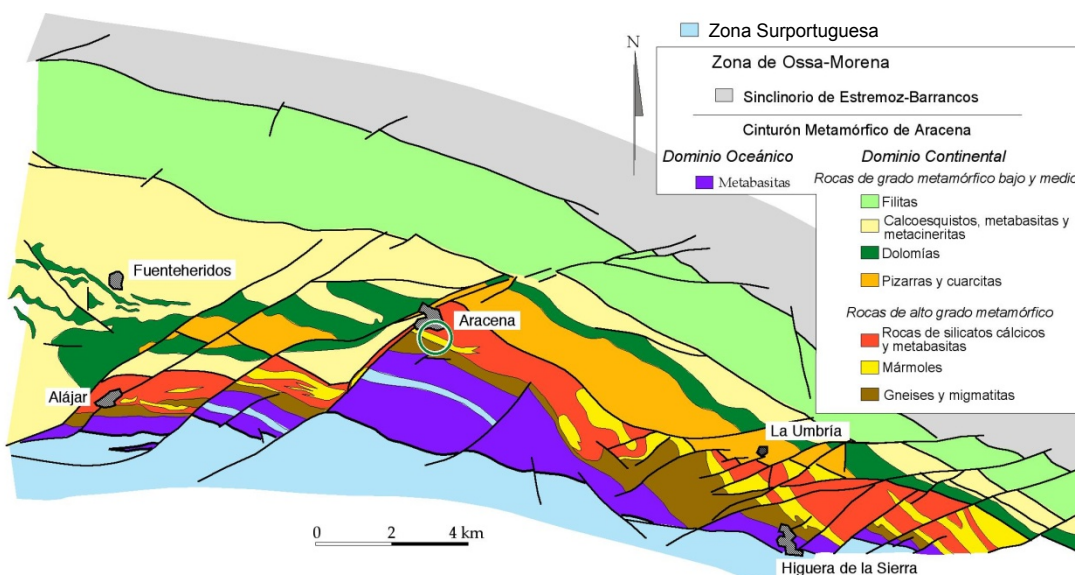 Zona Surportuguesa
N
Zona de Ossa-Morena
Sinclinorio de Estremoz-Barrancos
Cinturón Metamórfico de Aracena
Dominio Oceánico
Metabasitas
Dominio Continental
Rocas de grado metamórfico bajo y medio
Filitas
Calcoesquistos, metabasitas y
metacineritas
Dolomías
Pizarras y cuarcitas
Rocas de alto grado metamórfico
Rocas de silicatos cálcicos
y metabasitas
Mármoles
Gneises y migmatitas
Fuenteheridos
Aracena
Alájar
La Umbría
0 2 4 km
Higuera de la Sierra